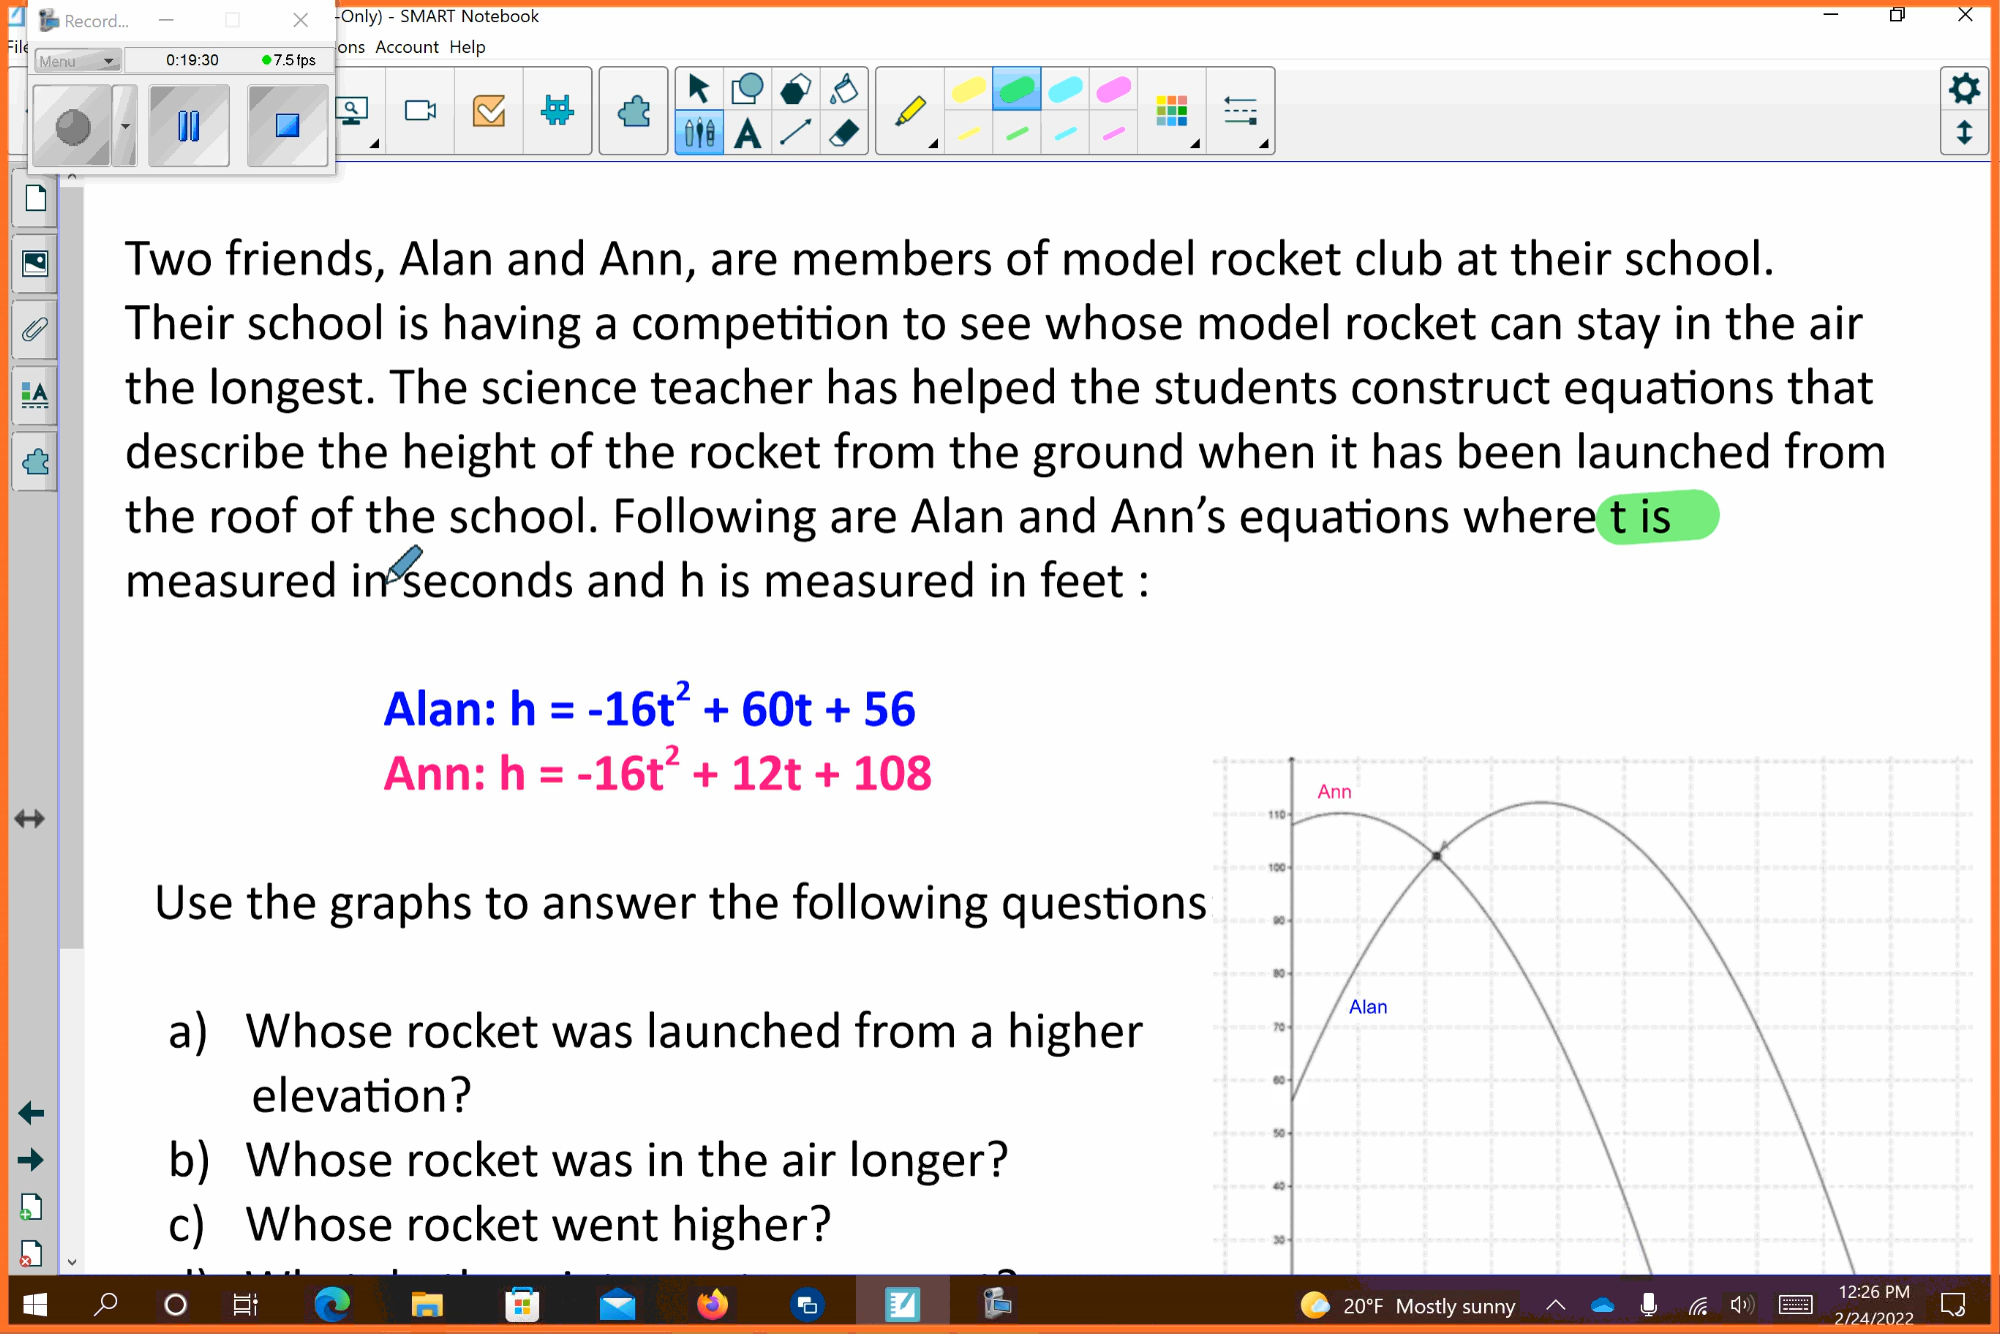 Record...
-Only) - SMART Notebook
File
ons Account Help
Menu
0:19:30
7.5 fps
Two friends, Alan and Ann, are members of model rocket club at their school.
Their school is having a competition to see whose model rocket can stay in the air
the longest. The science teacher has helped the students construct equations that
describe the height of the rocket from the ground when it has been launched from
the roof of the school. Following are Alan and Ann’s equations where t is
measured in seconds and h is measured in feet :
Alan: h = -16t² + 60t + 56
Ann: h = -16t² + 12t + 108
Use the graphs to answer the following questions:
a) Whose rocket was launched from a higher
elevation?
b) Whose rocket was in the air longer?
c) Whose rocket went higher?
Ann
A
Alan
110
100
90
80
70
60
50
40
30
20°F Mostly sunny
12:26 PM
2/24/2022